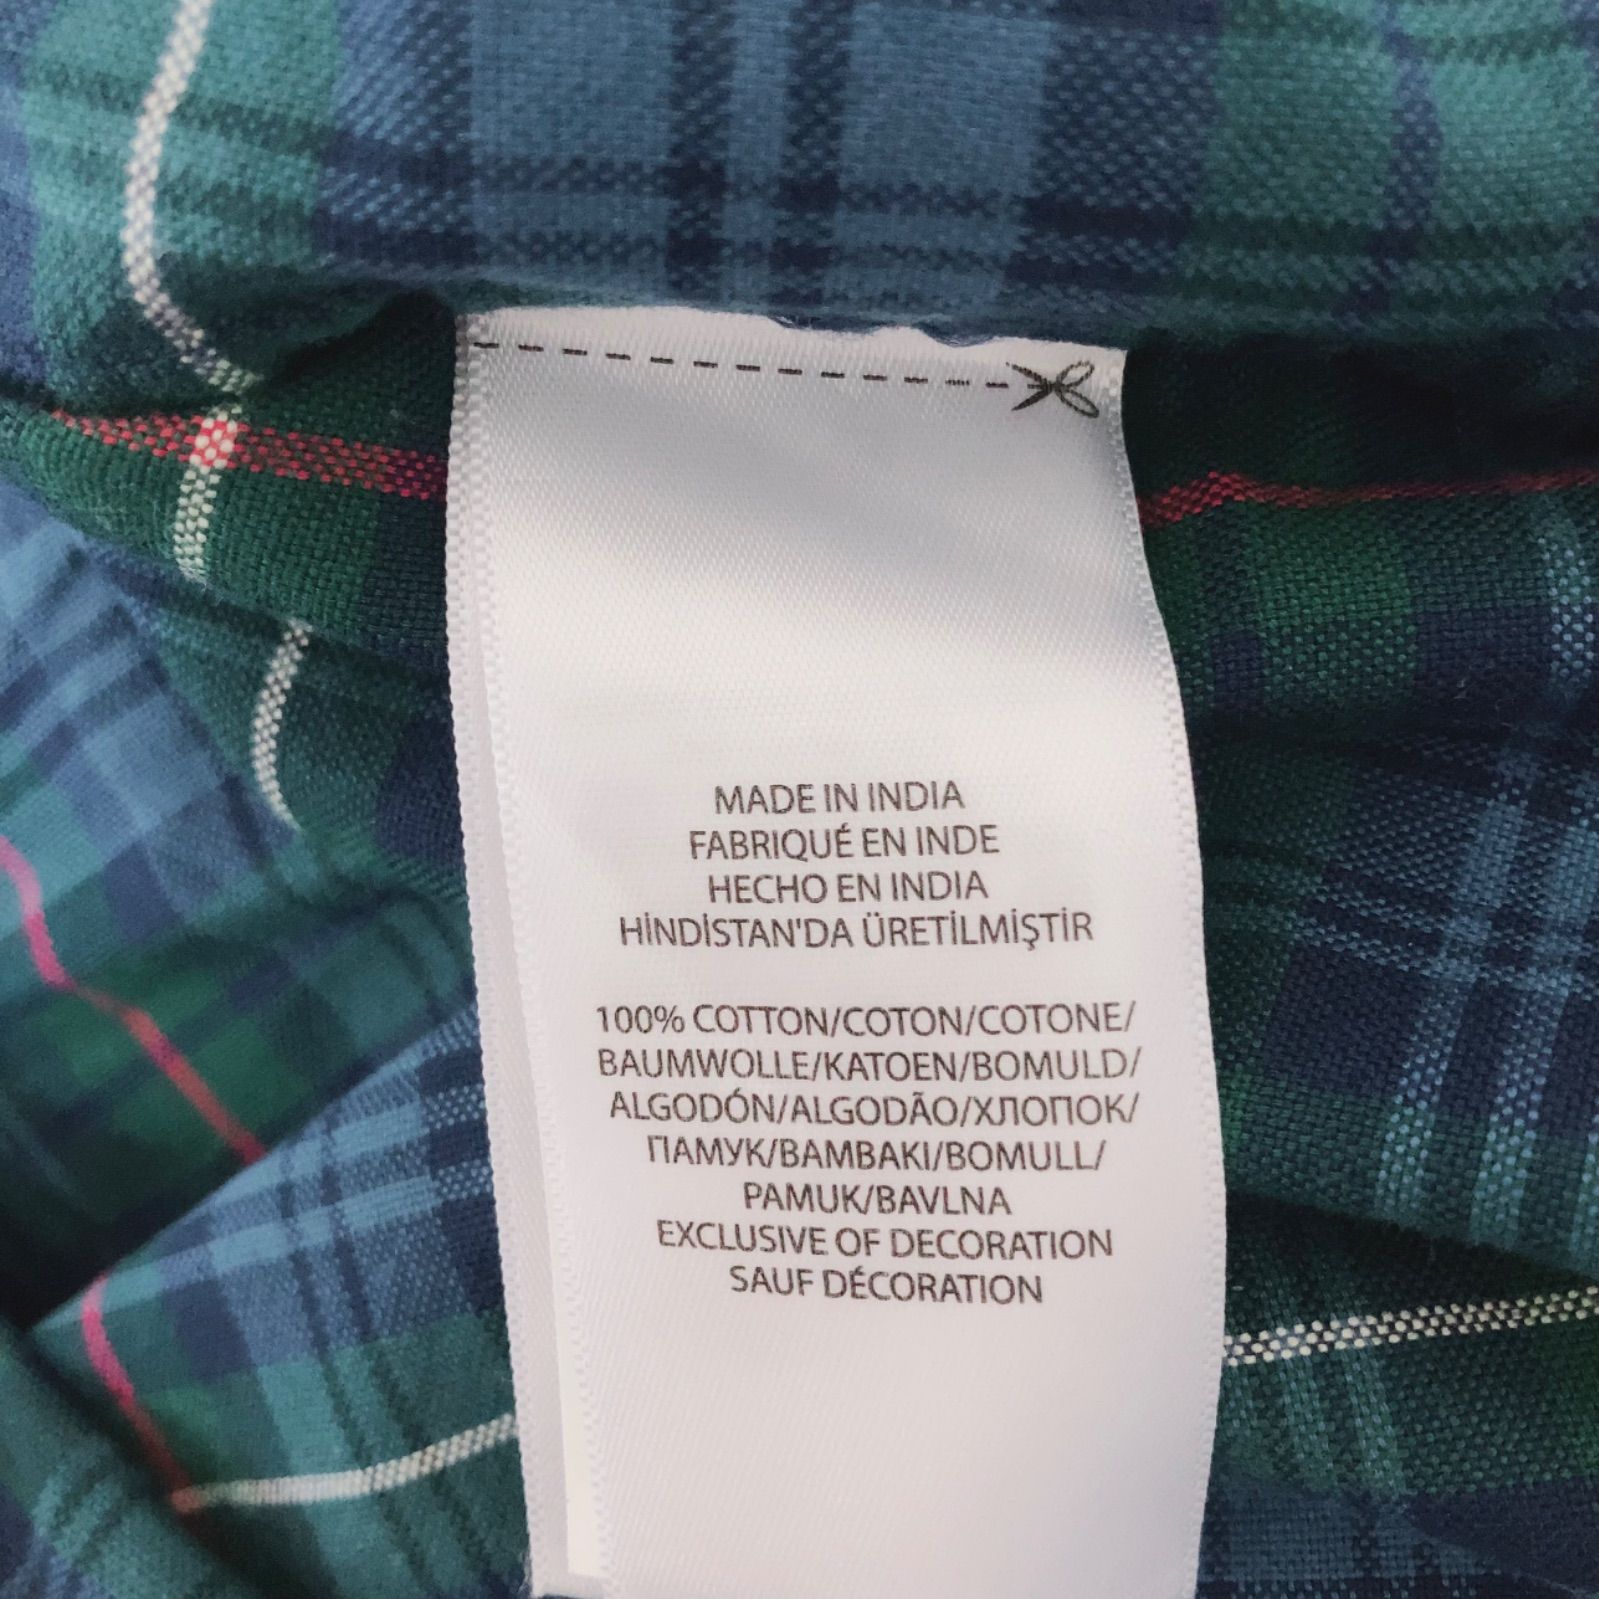 MADE IN INDIA
FABRIQUÉ EN INDE
HECHO EN INDIA
HİNDİSTAN'DA ÜRETİLMİŞTİR
100% COTTON/COTON/COTONE/
BAUMWOLLE/KATOEN/BOMULD/
ALGODÓN/ALGODÃO/ХЛОПОК/
ПАМУК/BAMBAKI/BOMULL/
PAMUK/BAVLNA
EXCLUSIVE OF DECORATION
SAUF DÉCORATION